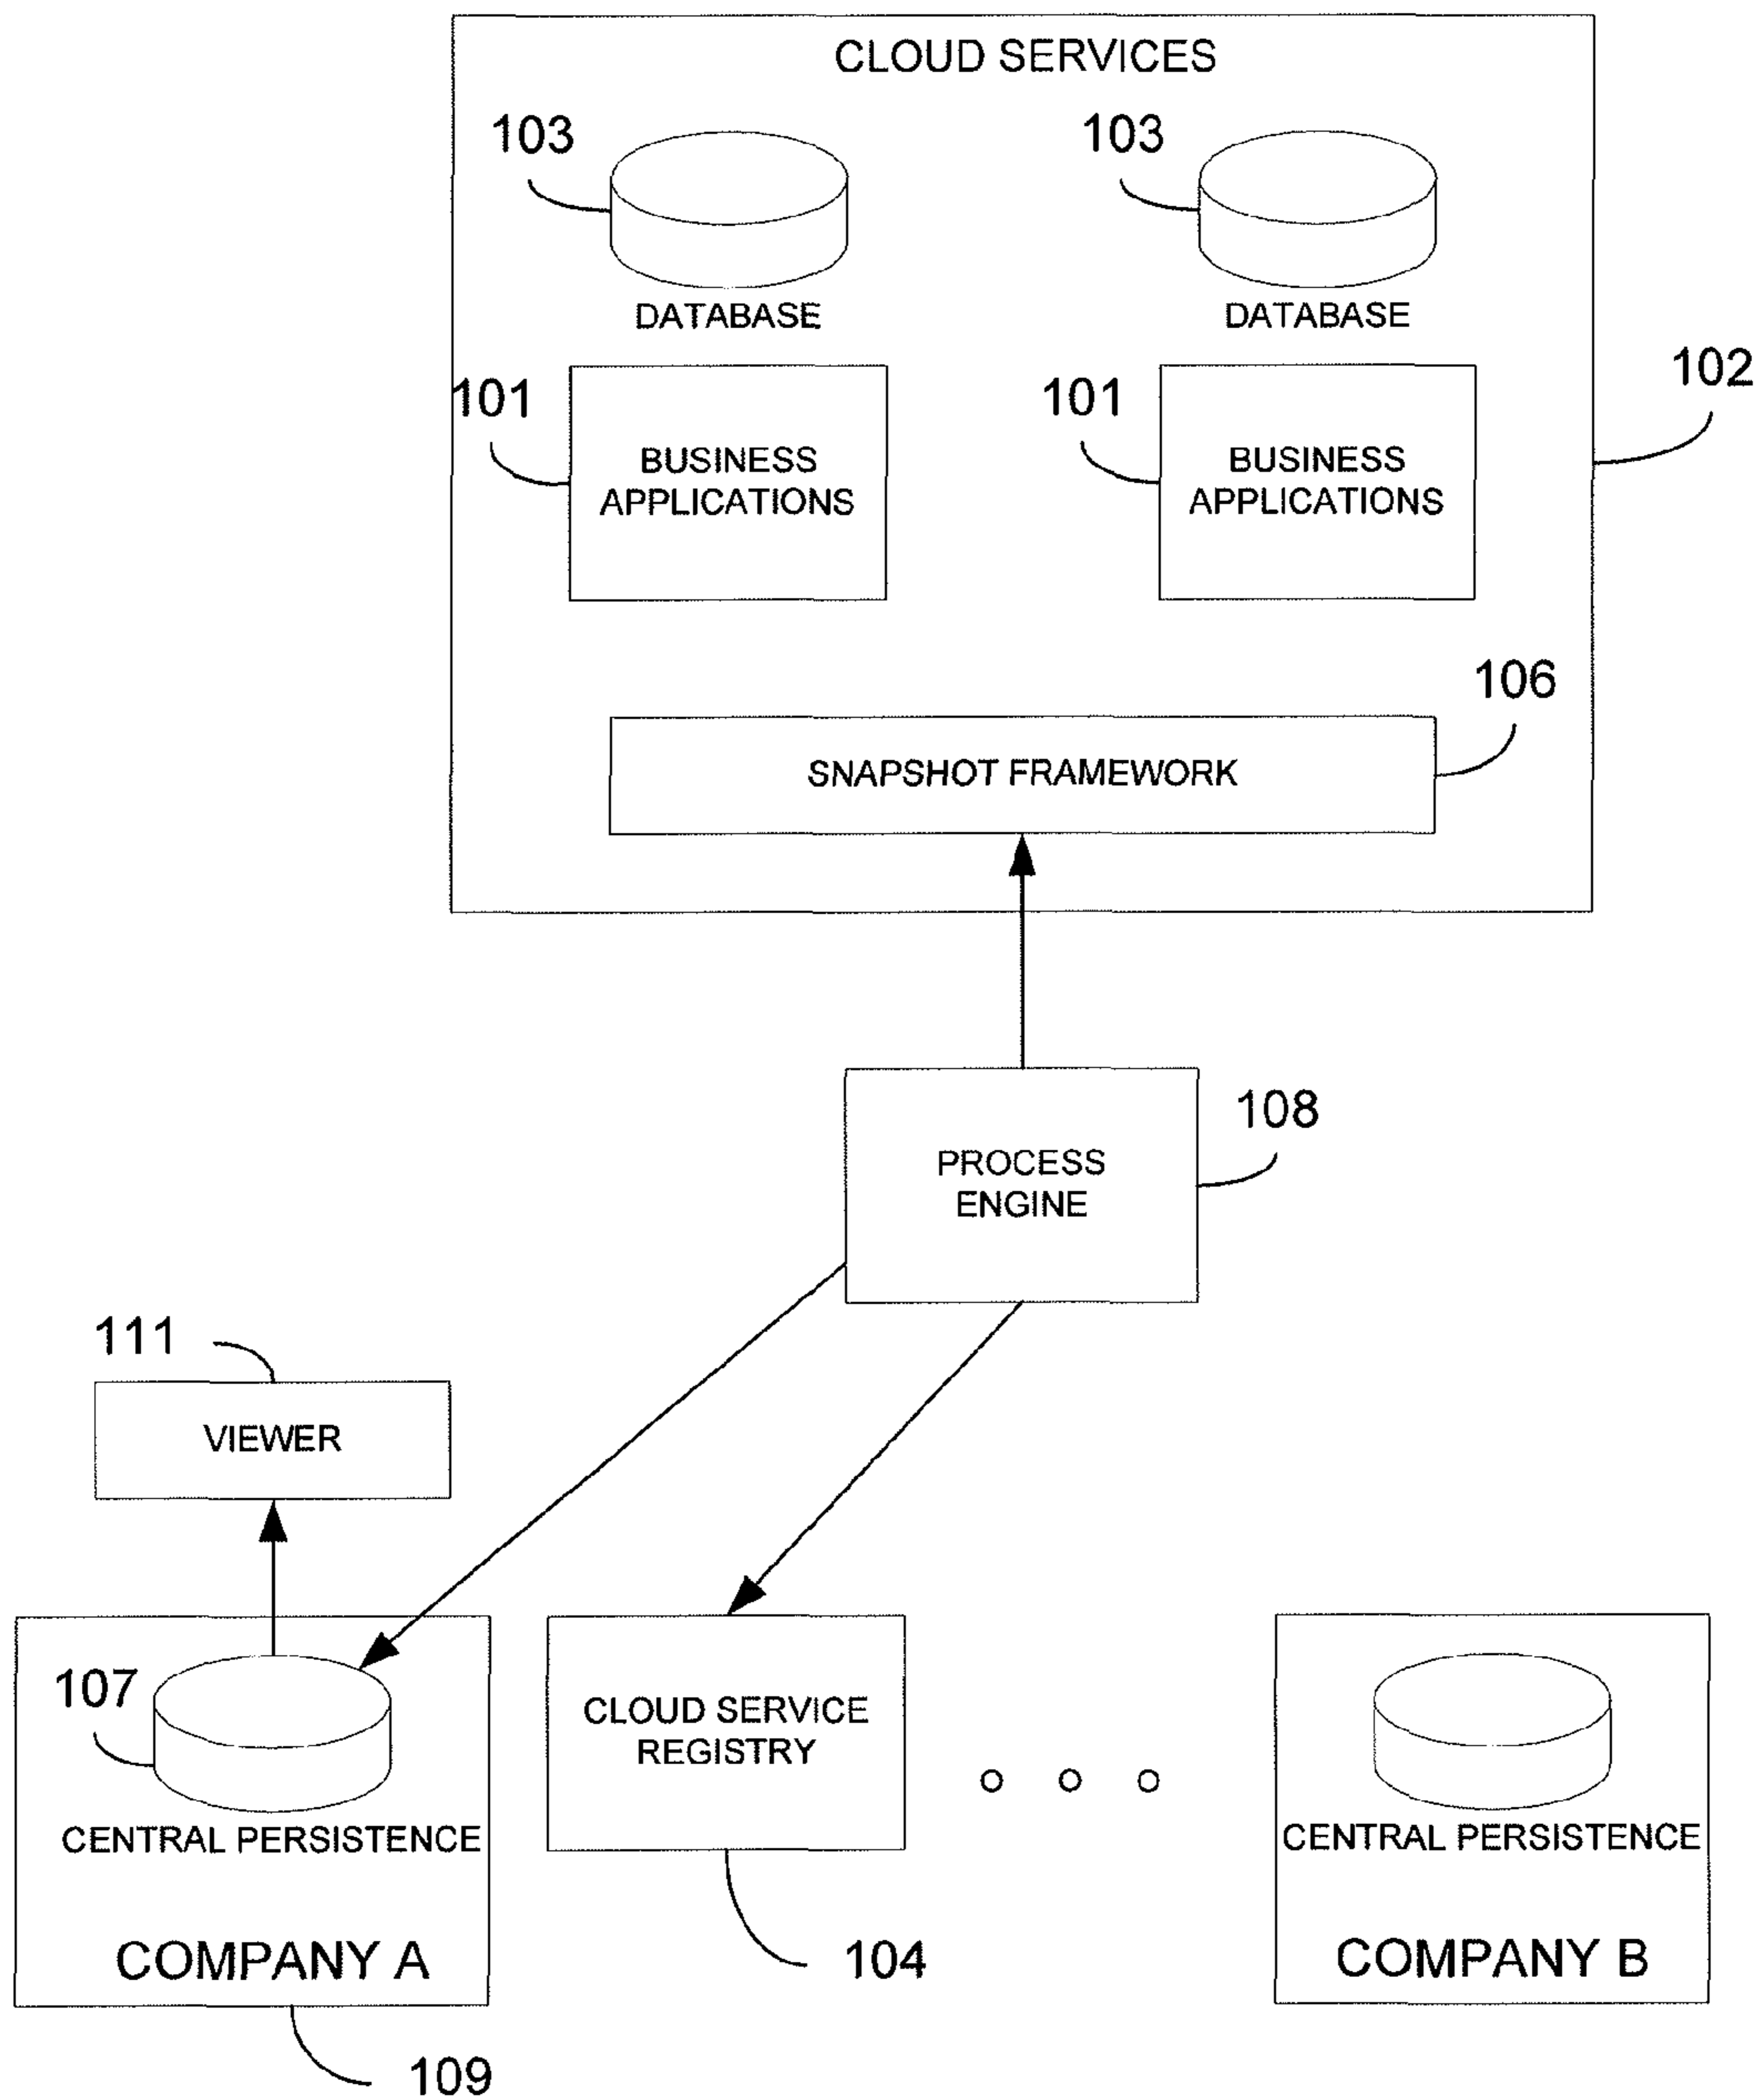 CLOUD SERVICES
103
103
DATABASE
DATABASE
102
101
101
BUSINESS
APPLICATIONS
BUSINESS
APPLICATIONS
106
SNAPSHOT FRAMEWORK
108
PROCESS
ENGINE
111
VIEWER
107
CLOUD SERVICE
REGISTRY
CENTRAL PERSISTENCE
CENTRAL PERSISTENCE
COMPANY A
104
COMPANY B
109